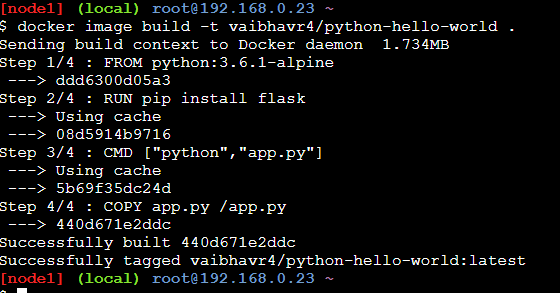 [node1] (local) root@192.168.0.23 ~
$ docker image build -t vaibhavr4/python-hello-world .
Sending build context to Docker daemon  1.734MB
Step 1/4 : FROM python:3.6.1-alpine
 ---> ddd6300d05a3
Step 2/4 : RUN pip install flask
 ---> Using cache
 ---> 08d5914b9716
Step 3/4 : CMD ["python","app.py"]
 ---> Using cache
 ---> 5b69f35dc24d
Step 4/4 : COPY app.py /app.py
 ---> 440d671e2ddc
Successfully built 440d671e2ddc
Successfully tagged vaibhavr4/python-hello-world:latest
[node1] (local) root@192.168.0.23 ~
$